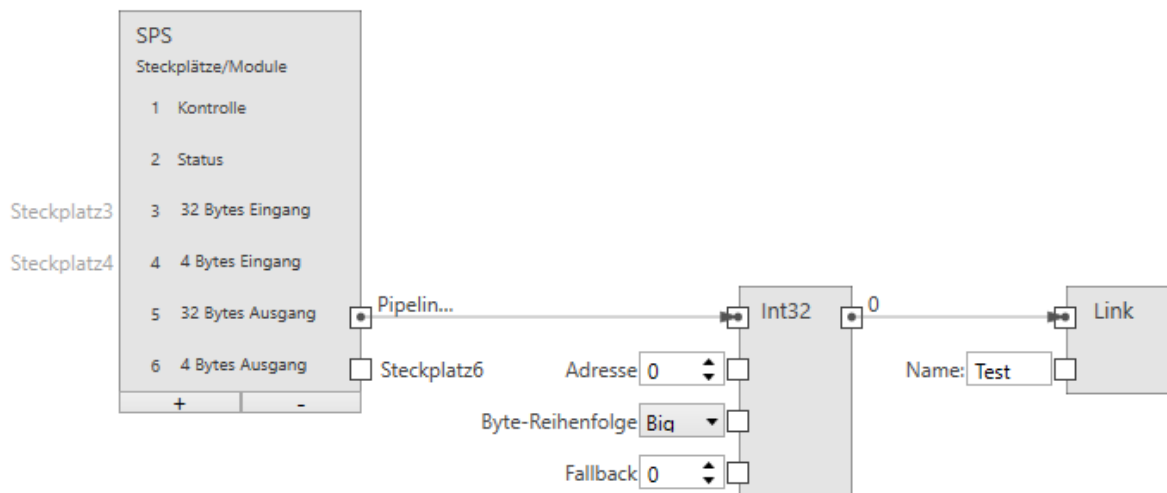 SPS
Steckplätze/Module
1 Kontrolle
2 Status
Steckplatz3 3 32 Bytes Eingang
Steckplatz4 4 4 Bytes Eingang
5 32 Bytes Ausgang Pipelin... Int32 0 Link
6 4 Bytes Ausgang Steckplatz6 Adresse 0 Name: Test
+ -
Byte-Reihenfolge Big
Fallback 0